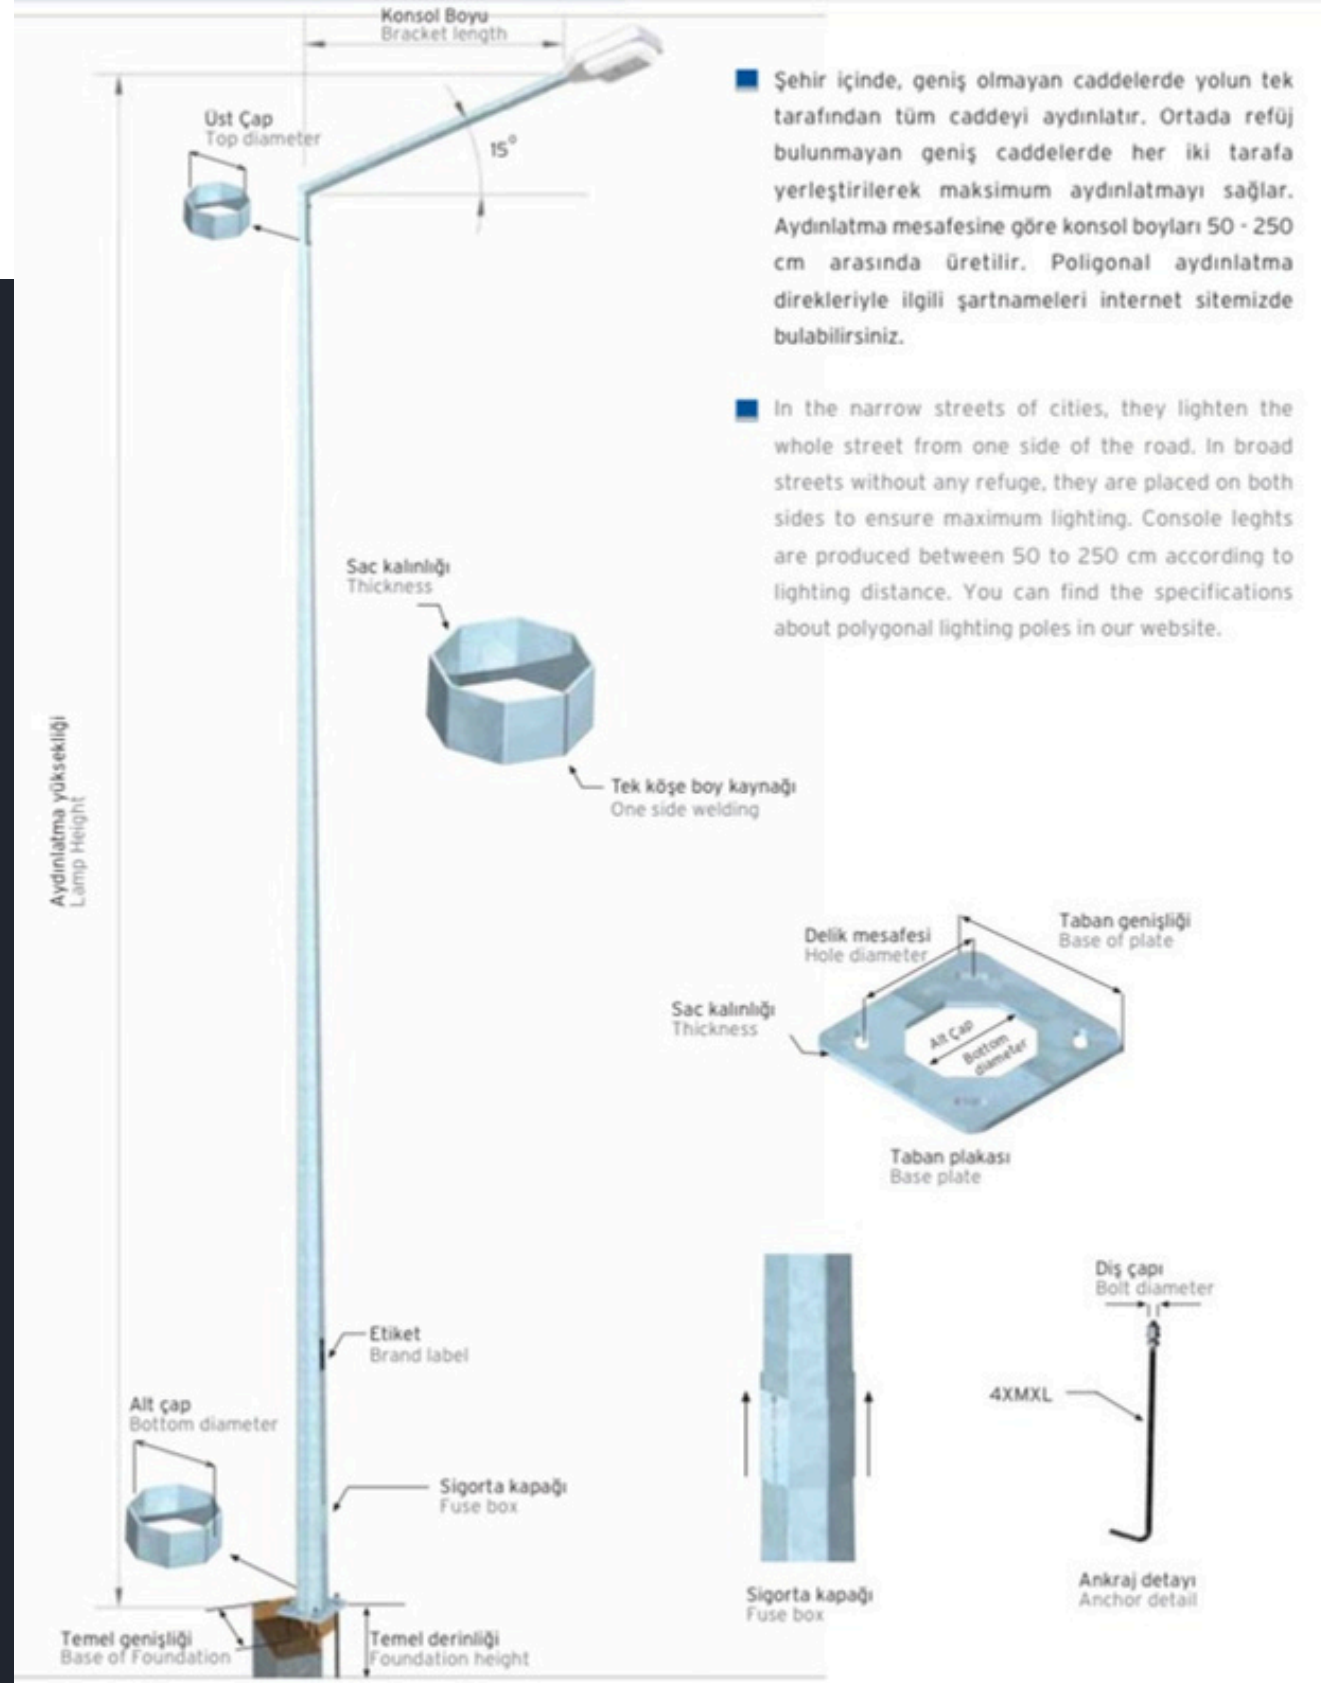 Konsol Boyu
Bracket length
Üst Çap
Top diameter
15°
Şehir içinde, geniş olmayan caddelerde yolun tek
tarafından tüm caddeyi aydınlatır. Ortada refüj
bulunmayan geniş caddelerde her iki tarafa
yerleştirilerek maksimum aydınlatmayı sağlar.
Aydınlatma mesafesine göre konsol boyları 50 - 250
cm arasında üretilir. Poligonal aydınlatma
direkleriyle ilgili şartnameleri internet sitemizde
bulabilirsiniz.
In the narrow streets of cities, they lighten the
whole street from one side of the road. In broad
streets without any refuge, they are placed on both
sides to ensure maximum lighting. Console leghts
are produced between 50 to 250 cm according to
lighting distance. You can find the specifications
about polygonal lighting poles in our website.
Sac kalınlığı
Thickness
Tek köşe boy kaynağı
One side welding
Aydınlatma yüksekliği
Lamp Height
Delik mesafesi
Hole diameter
Taban genişliği
Base of plate
Sac kalınlığı
Thickness
Alt Çap
Bottom
diameter
Taban plakası
Base plate
Etiket
Brand label
Alt çap
Bottom diameter
Sigorta kapağı
Fuse box
Temel genişliği
Base of Foundation
Temel derinliği
Foundation height
Sigorta kapağı
Fuse box
Diş çapı
Bolt diameter
4XMXL
Ankraj detayı
Anchor detail